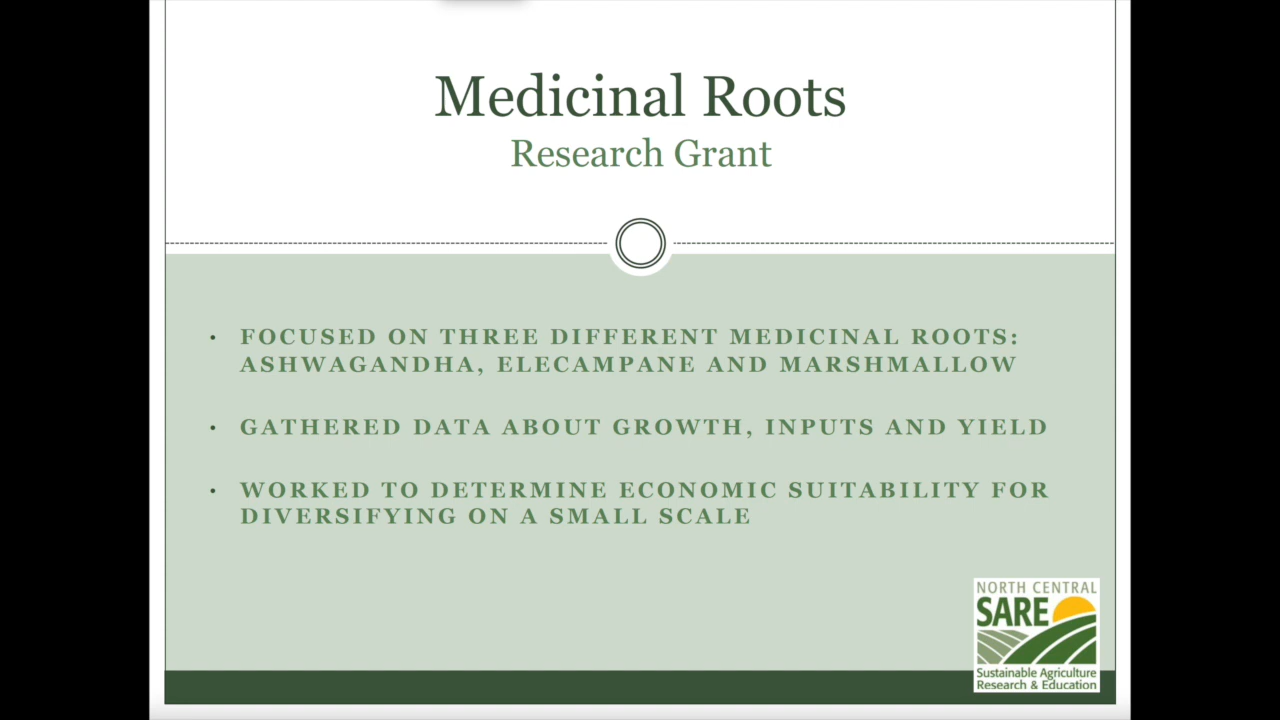 Medicinal Roots
Research Grant
• FOCUSED ON THREE DIFFERENT MEDICINAL ROOTS:
ASHWAGANDHA, ELECAMPANE AND MARSHMALLOW
• GATHERED DATA ABOUT GROWTH, INPUTS AND YIELD
• WORKED TO DETERMINE ECONOMIC SUITABILITY FOR
DIVERSIFYING ON A SMALL SCALE
NORTH CENTRAL
SARE
Sustainable Agriculture
Research & Education